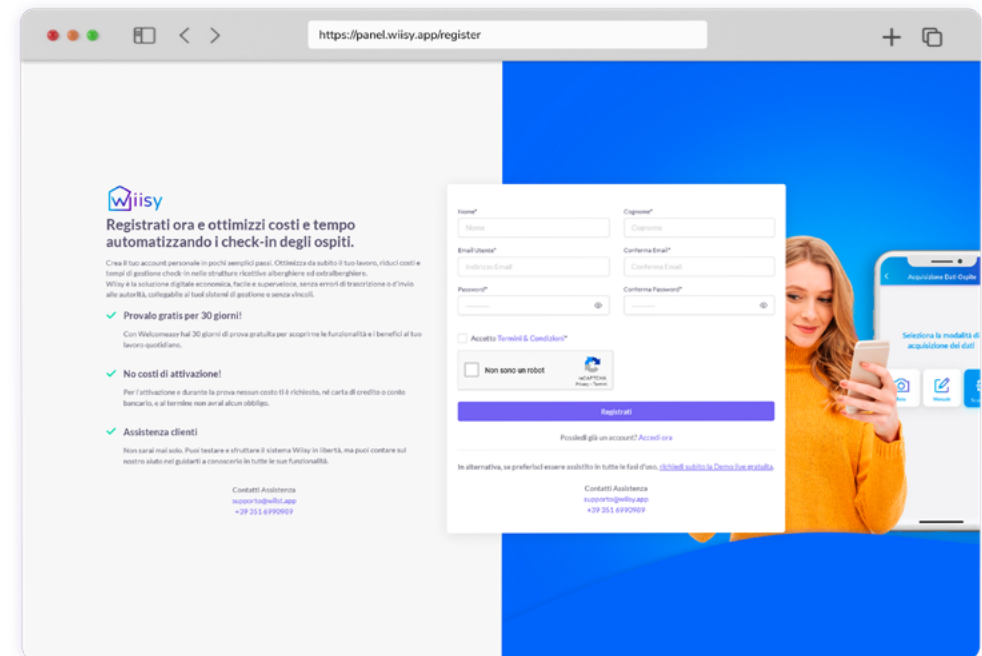 https://panel.wiisy.app/register
wiisy
Registrati ora e ottimizzi costi e tempo
automatizzando i check-in degli ospiti.
Crea il tuo account personale in pochi semplici passi. Ottimizza da subito il tuo lavoro, riduci costi e
tempi di gestione check-in nelle strutture ricettive alberghiere ed extralberghiere.
Wiisy è la soluzione digitale economica, facile e superveloce, senza errori di trascrizione o d'invio
alle autorità, collegabile ai tuoi sistemi di gestione e senza vincoli.
Provalo gratis per 30 giorni!
Con Welcomeasy hai 30 giorni di prova gratuita per scoprirne le funzionalità e i benefici al tuo
lavoro quotidiano.
No costi di attivazione!
Per l'attivazione e durante la prova nessun costo ti è richiesto, né carta di credito o conto
bancario, e al termine non avrai alcun obbligo.
Assistenza clienti
Non sarai mai solo. Puoi testare e sfruttare il sistema Wiisy in libertà, ma puoi contare sul
nostro aiuto nel guidarti a conoscerlo in tutte le sue funzionalità.
Contatti Assistenza
+39 351 6990909
Nome*
Cognome*
Nome
Cognome
Email Utente*
Conferma Email*
Indirizzo Email
Conferma Email
Password*
Conferma Password*
Accetto Termini & Condizioni*
Non sono un robot
reCAPTCHA
Privacy - Termini
Registrati
Possiedi già un account? Accedi ora
In alternativa, se preferisci essere assistito in tutte le fasi d'uso, richiedi subito la Demo live gratuita.
Contatti Assistenza
supporto@wiisy.app
+39 351 6990909
Acquisizione Dati Ospite
Seleziona la modalità di
acquisizione dei dati
Manuale